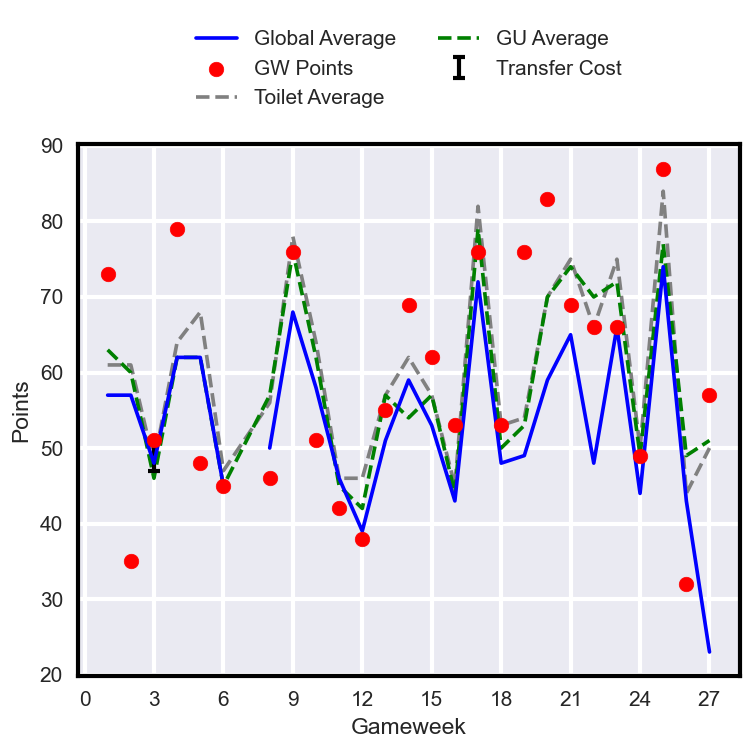 Global Average GU Average
GW Points Transfer Cost
Toilet Average
90
80
70
60
50
40
30
20
Points
0 3 6 9 12 15 18 21 24 27
Gameweek